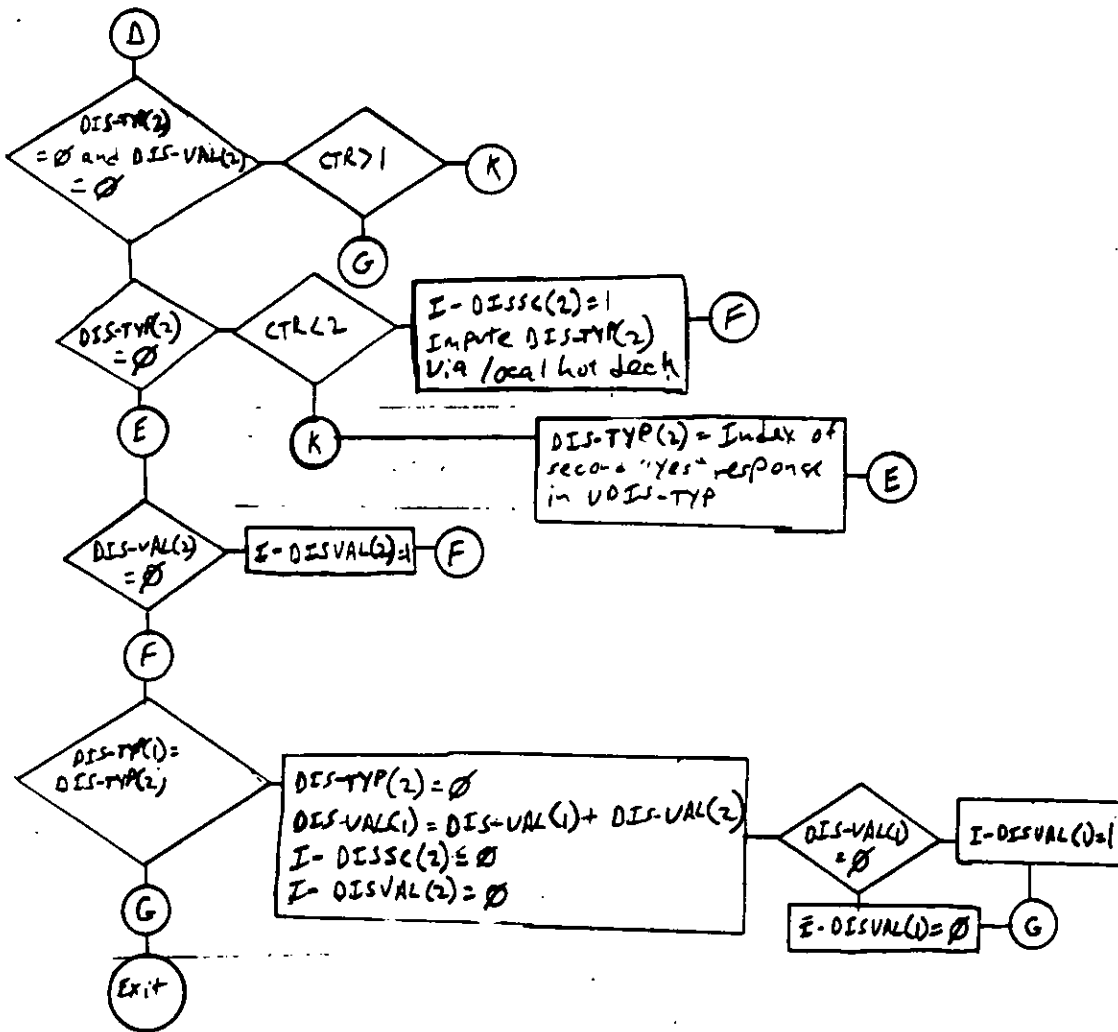 D
DIS-TYP(2)
= Ø and DIS-VAL(2)
= Ø
CTR>1
K
G
DIS-TYP(2)
= Ø
CTR<2
I-DISSC(2)=1
Impute DIS-TYP(2)
Via local hot deck
F
E
K
DIS-TYP(2) = Index of
second "Yes" response
in VDIS-TYP
E
DIS-VAL(2)
= Ø
I-DISVAL(2)=1
F
F
DIS-TYP(1)=
DIS-TYP(2)
DIS-TYP(2)=Ø
DIS-VAL(1)=DIS-VAL(1)+ DIS-VAL(2)
I-DISSC(2)=Ø
I-DISVAL(2)=Ø
DIS-VAL(1)
=Ø
I-DISVAL(1)=1
I-DISVAL(1)=Ø
G
G
Exit